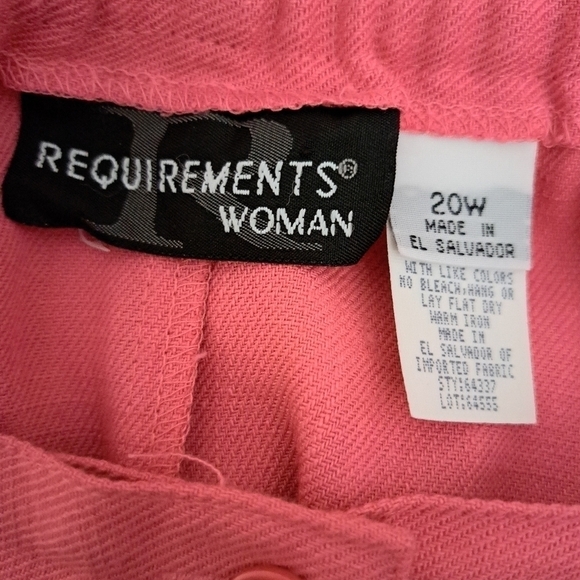 REQUIREMENTS®
WOMAN
20W
MADE IN
EL SALVADOR
WITH LIKE COLORS
NO BLEACH,HANG OR
LAY FLAT DRY
WARM IRON
MADE IN
EL SALVADOR OF
IMPORTED FABRIC
STY:64337
LOT:64555